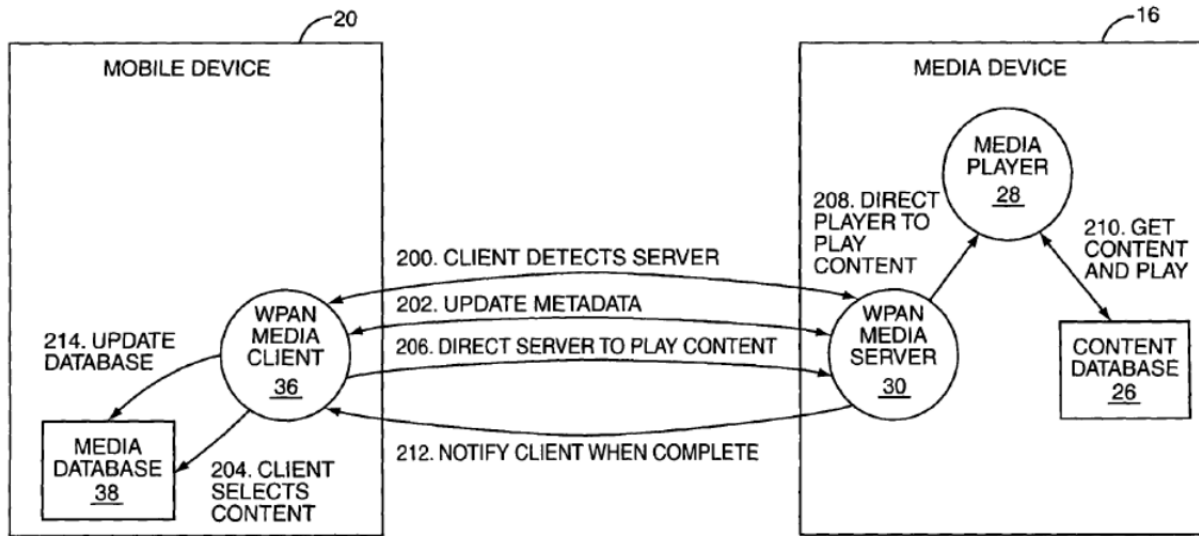 20
MOBILE DEVICE
16
MEDIA DEVICE
MEDIA
PLAYER
28
208. DIRECT
PLAYER TO
PLAY
CONTENT
210. GET
CONTENT
AND PLAY
200. CLIENT DETECTS SERVER
202. UPDATE METADATA
206. DIRECT SERVER TO PLAY CONTENT
212. NOTIFY CLIENT WHEN COMPLETE
WPAN
MEDIA
CLIENT
36
214. UPDATE
DATABASE
MEDIA
DATABASE
38
204. CLIENT
SELECTS
CONTENT
WPAN
MEDIA
SERVER
30
CONTENT
DATABASE
26